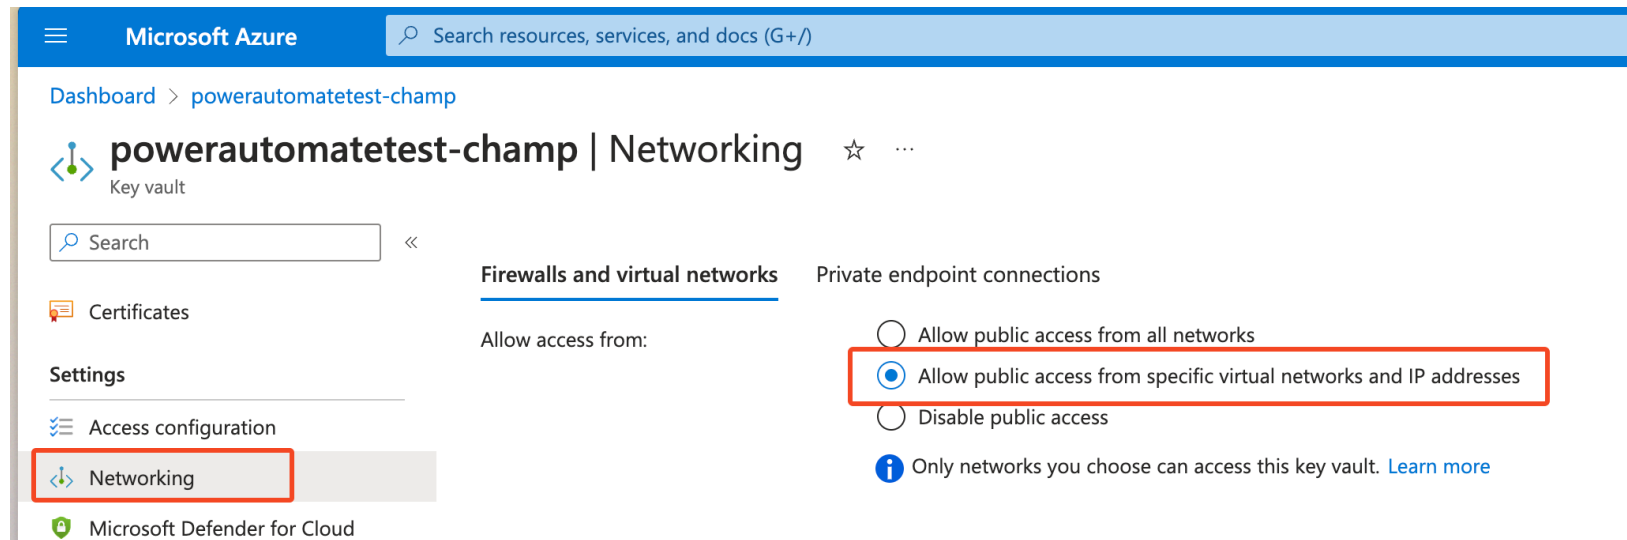 Microsoft Azure
Search resources, services, and docs (G+/)
Dashboard > powerautomatetest-champ
powerautomatetest-champ | Networking
Key vault
Search
Certificates
Settings
Access configuration
Networking
Microsoft Defender for Cloud
Firewalls and virtual networks
Private endpoint connections
Allow access from:
Allow public access from all networks
Allow public access from specific virtual networks and IP addresses
Disable public access
Only networks you choose can access this key vault. Learn more